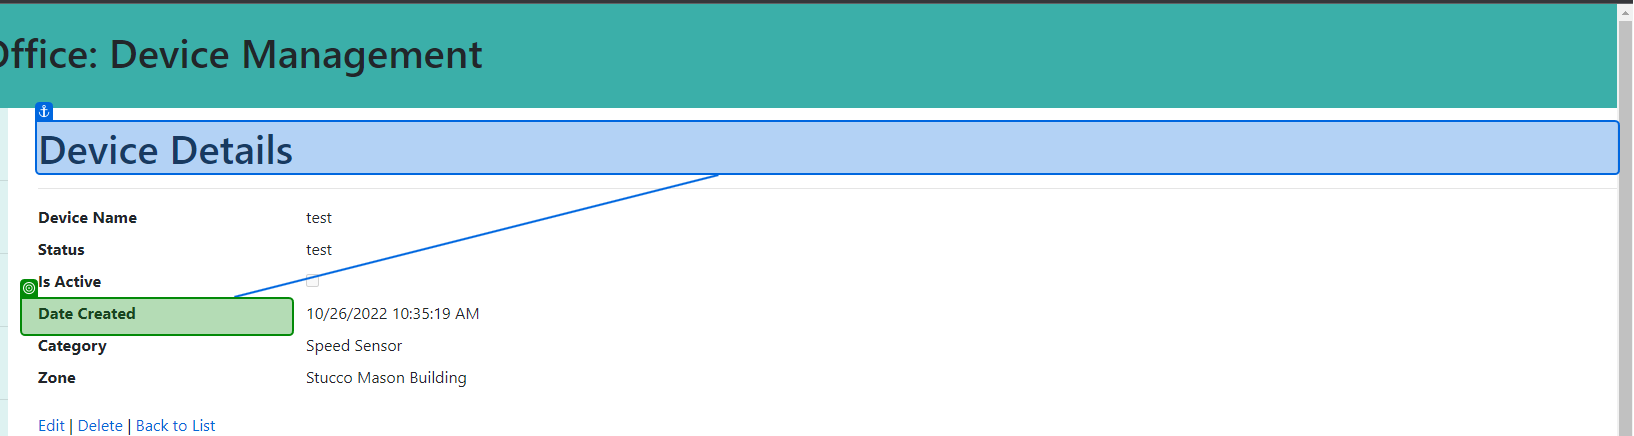 Office: Device Management
Device Details
Device Name test
Status test
Is Active
Date Created 10/26/2022 10:35:19 AM
Category Speed Sensor
Zone Stucco Mason Building
Edit | Delete | Back to List